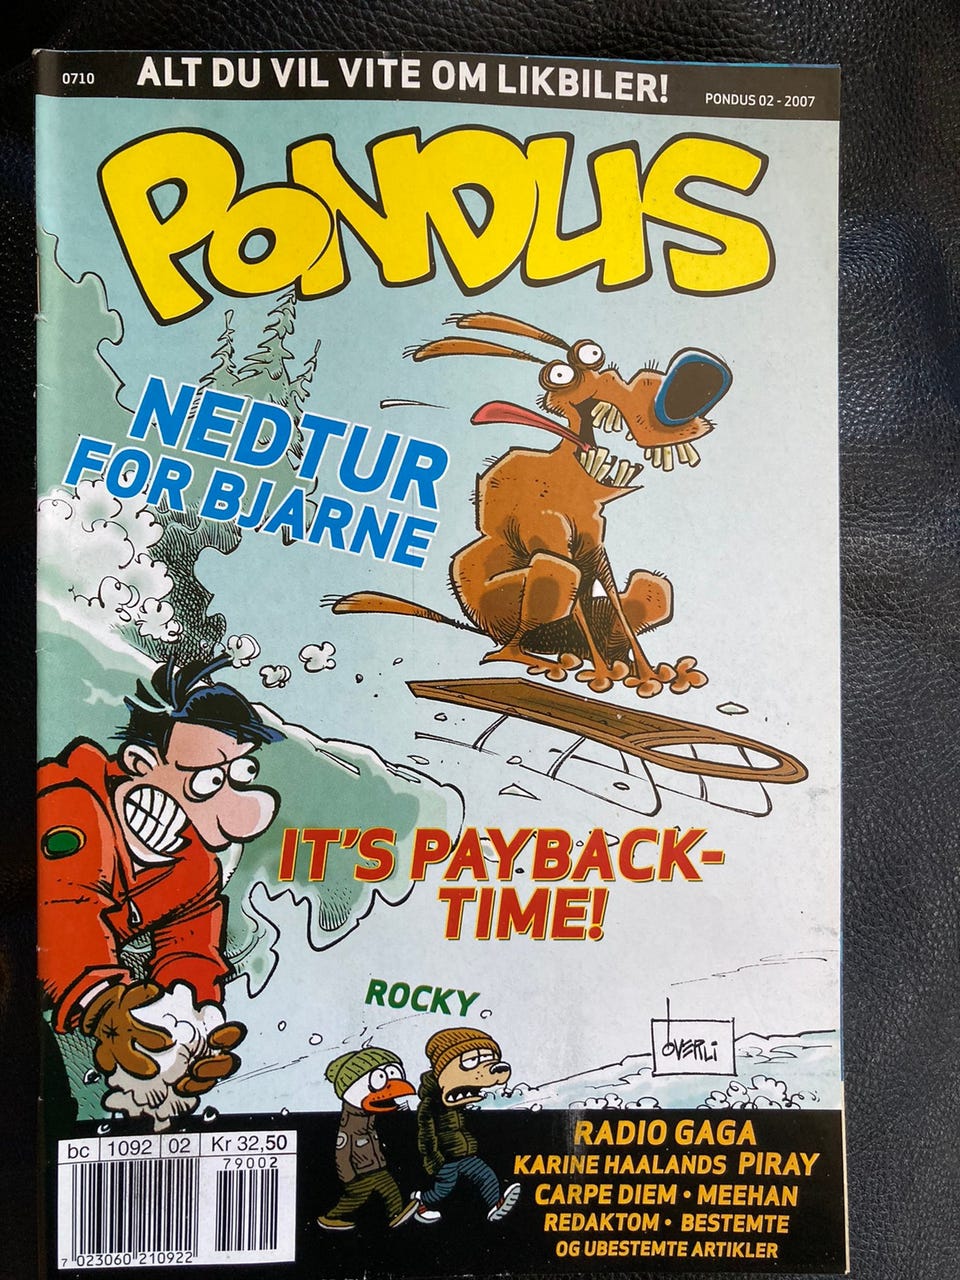 0710
ALT DU VIL VITE OM LIKBILER!
PONDUS 02 - 2007
PONDUS
NEDTUR
FOR BJARNE
IT'S PAYBACK-
TIME!
ROCKY
ØVERLI
RADIO GAGA
KARINE HAALANDS PIRAY
CARPE DIEM • MEEHAN
REDAKTOM • BESTEMTE
OG UBESTEMTE ARTIKLER
bc 1092 02 Kr 32,50
79002
7 023060 210922